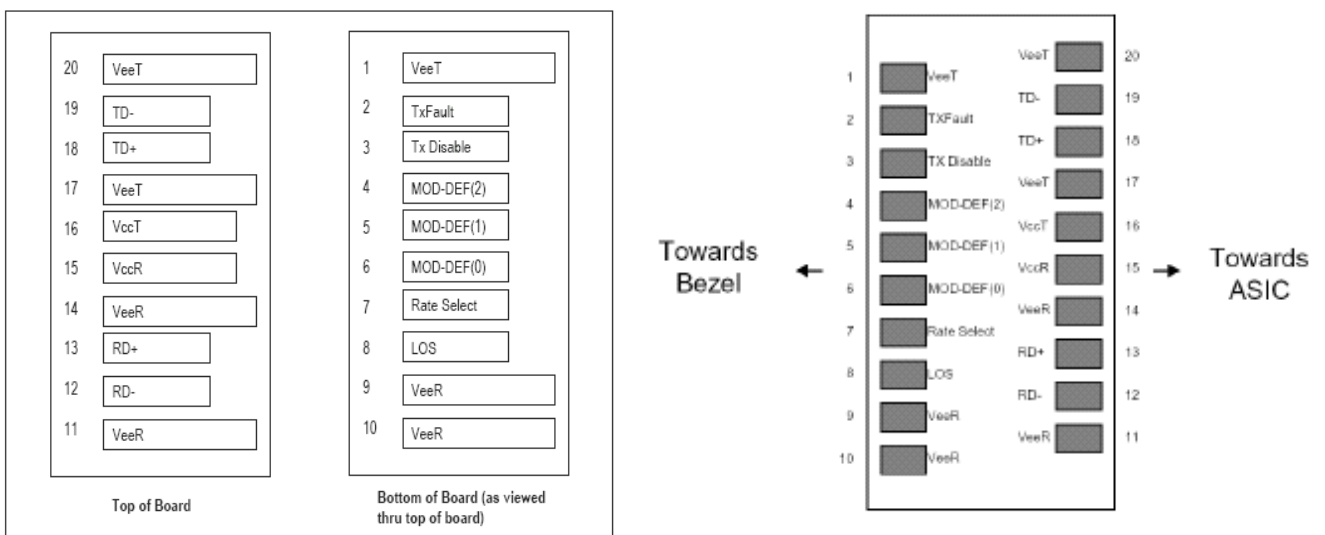 20 VeeT
19 TD-
18 TD+
17 VeeT
16 VccT
15 VccR
14 VeeR
13 RD+
12 RD-
11 VeeR
Top of Board
1 VeeT
2 TxFault
3 Tx Disable
4 MOD-DEF(2)
5 MOD-DEF(1)
6 MOD-DEF(0)
7 Rate Select
8 LOS
9 VeeR
10 VeeR
Bottom of Board (as viewed
thru top of board)
Towards
Bezel
1 VeeT
2 TXFault
3 TX Disable
4 MOD-DEF(2)
5 MOD-DEF(1)
6 MOD-DEF(0)
7 Rate Select
8 LOS
9 VeeR
10 VeeR
VeeT 20
TD- 19
TD+ 18
VeeT 17
VccT 16
VccR 15
VeeR 14
RD+ 13
RD- 12
VeeR 11
Towards
ASIC